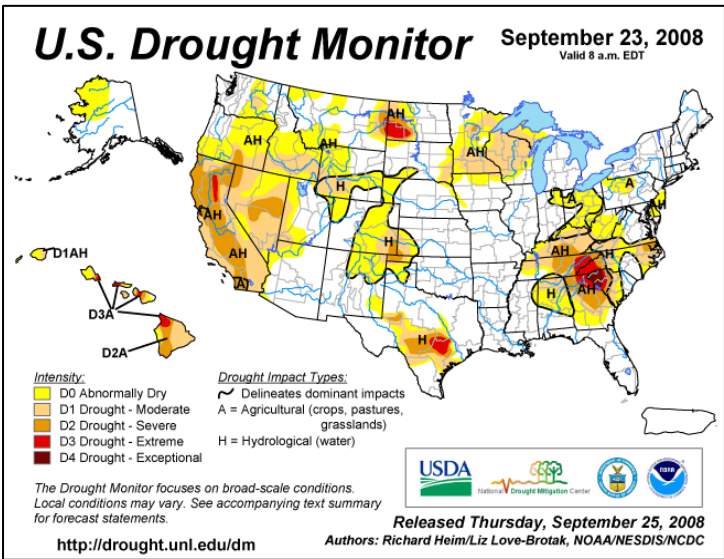 U.S. Drought Monitor
September 23, 2008
Valid 8 a.m. EDT
AH
AH
AH
AH
H
A
A
AH
H
AH
AH
A
H
AH
H
H
AH
H
D1AH
D3A
D2A
Intensity:
D0 Abnormally Dry
D1 Drought - Moderate
D2 Drought - Severe
D3 Drought - Extreme
D4 Drought - Exceptional
Drought Impact Types:
Delineates dominant impacts
A = Agricultural (crops, pastures,
grasslands)
H = Hydrological (water)
The Drought Monitor focuses on broad-scale conditions.
Local conditions may vary. See accompanying text summary
for forecast statements.
http://drought.unl.edu/dm
USDA
National Drought Mitigation Center
NOAA
Released Thursday, September 25, 2008
Authors: Richard Heim/Liz Love-Brotak, NOAA/NESDIS/NCDC